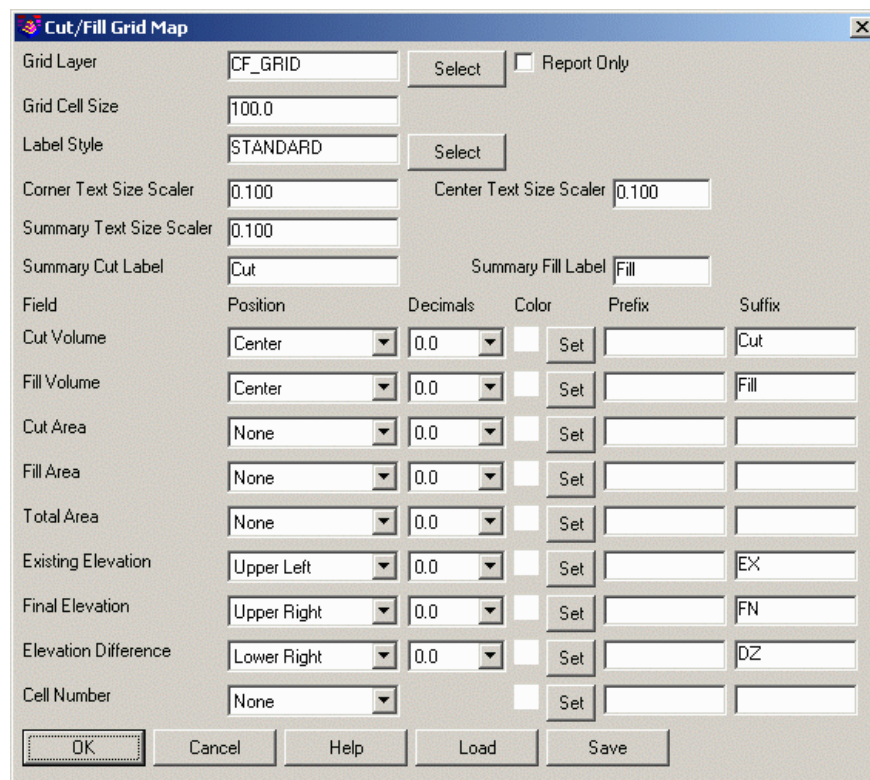 Cut/Fill Grid Map
Grid Layer CF_GRID Select Report Only
Grid Cell Size 100.0
Label Style STANDARD Select
Corner Text Size Scaler 0.100 Center Text Size Scaler 0.100
Summary Text Size Scaler 0.100
Summary Cut Label Cut Summary Fill Label Fill
Field Position Decimals Color Prefix Suffix
Cut Volume Center 0.0 Set Cut
Fill Volume Center 0.0 Set Fill
Cut Area None 0.0 Set
Fill Area None 0.0 Set
Total Area None 0.0 Set
Existing Elevation Upper Left 0.0 Set EX
Final Elevation Upper Right 0.0 Set FN
Elevation Difference Lower Right 0.0 Set DZ
Cell Number None Set
OK Cancel Help Load Save